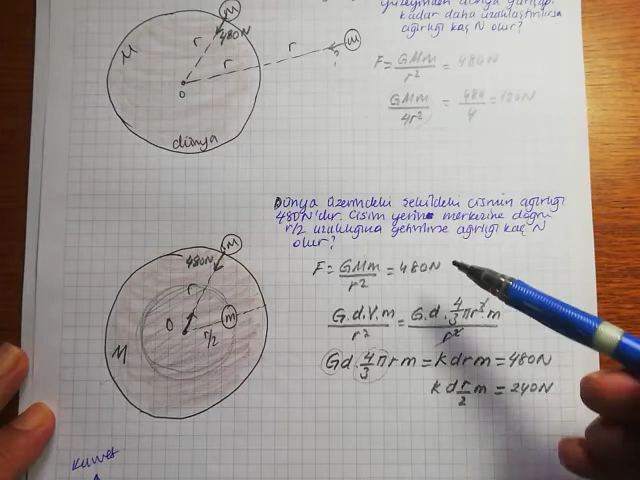 yüzeyinden dünya yarıçapı
kadar daha uzaklaştırılırsa
ağırlığı kaç N olur?
m
480N
r
r
m
r
?
M
O
dünya
F = GMm/r² = 480N
GMm/4r² = 480/4 = 120N
Dünya üzerindeki şekildeki cismin ağırlığı
480N'dır. Cisim yerin merkezine doğru
r/2 uzaklığına getirilirse ağırlığı kaç N
olur?
m
480N
r
m
O
r/2
M
F = GMm/r² = 480N
G.d.V.m/r² = G.d.4/3πr³m/r²
Gd.4/3πrm = kdrm = 480N
kd r/2 m = 240N
kuvvet